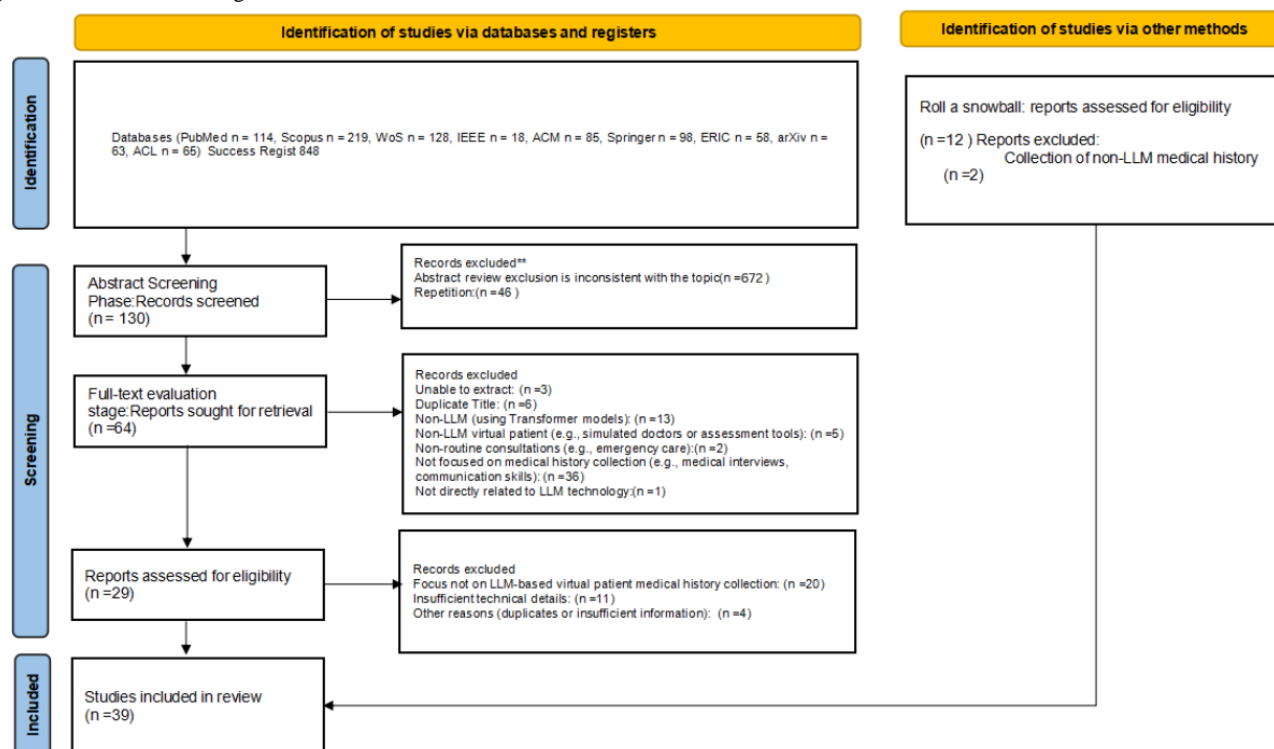 Identification of studies via databases and registers
Identification of studies via other methods
Identification
Databases (PubMed n = 114, Scopus n = 219, WoS n = 128, IEEE n = 18, ACM n = 85, Springer n = 98, ERIC n = 58, arXiv n =
63, ACL n = 65) Success Regist 848
Roll a snowball: reports assessed for eligibility
(n =12 ) Reports excluded:
Collection of non-LLM medical history
(n =2)
Screening
Abstract Screening
Phase:Records screened
(n = 130)
Records excluded**
Abstract review exclusion is inconsistent with the topic(n =672 )
Repetition:(n =46 )
Full-text evaluation
stage:Reports sought for retrieval
(n =64)
Records excluded
Unable to extract: (n =3)
Duplicate Title: (n =6)
Non-LLM (using Transformer models): (n =13)
Non-LLM virtual patient (e.g., simulated doctors or assessment tools): (n =5)
Non-routine consultations (e.g., emergency care):(n =2)
Not focused on medical history collection (e.g., medical interviews,
communication skills): (n =36)
Not directly related to LLM technology:(n =1)
Reports assessed for eligibility
(n =29)
Records excluded
Focus not on LLM-based virtual patient medical history collection: (n =20)
Insufficient technical details: (n =11)
Other reasons (duplicates or insufficient information): (n =4)
Included
Studies included in review
(n =39)